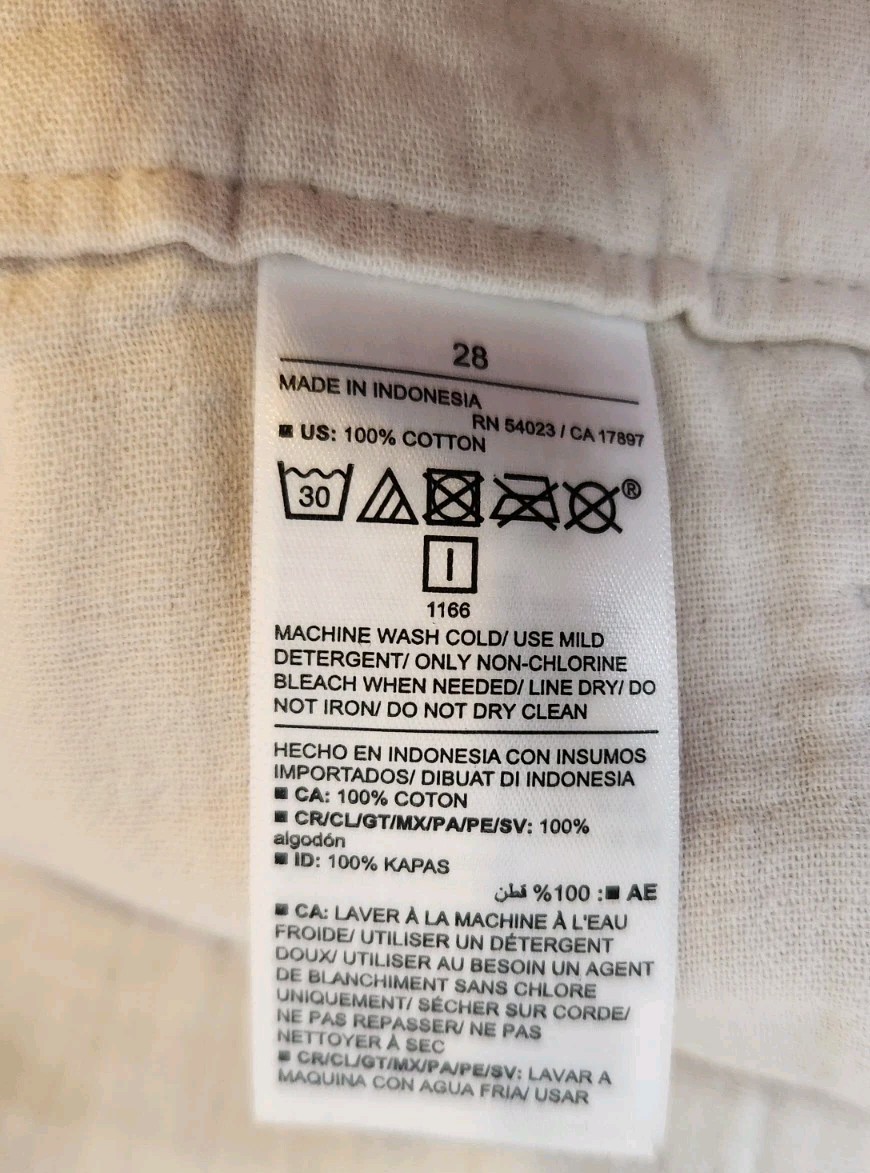 28
MADE IN INDONESIA
RN 54023 / CA 17897
■ US: 100% COTTON
30
®
1166
MACHINE WASH COLD/ USE MILD
DETERGENT/ ONLY NON-CHLORINE
BLEACH WHEN NEEDED/ LINE DRY/ DO
NOT IRON/ DO NOT DRY CLEAN
HECHO EN INDONESIA CON INSUMOS
IMPORTADOS/ DIBUAT DI INDONESIA
■ CA: 100% COTON
■ CR/CL/GT/MX/PA/PE/SV: 100%
algodón
■ ID: 100% KAPAS
AE ■: 100% قطن
■ CA: LAVER À LA MACHINE À L'EAU
FROIDE/ UTILISER UN DÉTERGENT
DOUX/ UTILISER AU BESOIN UN AGENT
DE BLANCHIMENT SANS CHLORE
UNIQUEMENT/ SÉCHER SUR CORDE/
NE PAS REPASSER/ NE PAS
NETTOYER À SEC
■ CR/CL/GT/MX/PA/PE/SV: LAVAR A
MAQUINA CON AGUA FRIA/ USAR